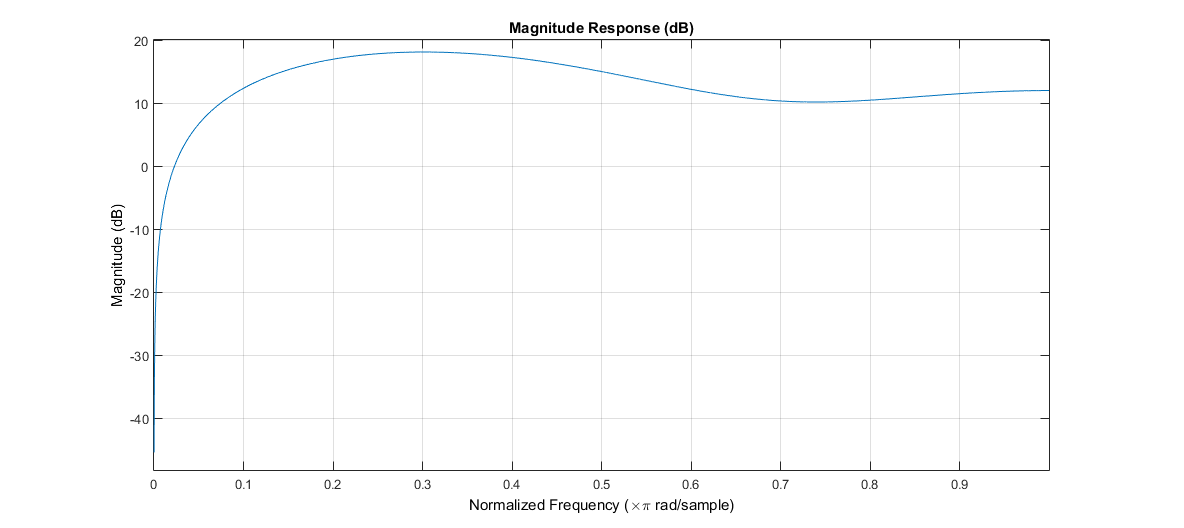 Magnitude Response (dB)
Magnitude (dB)
20
10
0
-10
-20
-30
-40
0 0.1 0.2 0.3 0.4 0.5 0.6 0.7 0.8 0.9
Normalized Frequency (×π rad/sample)